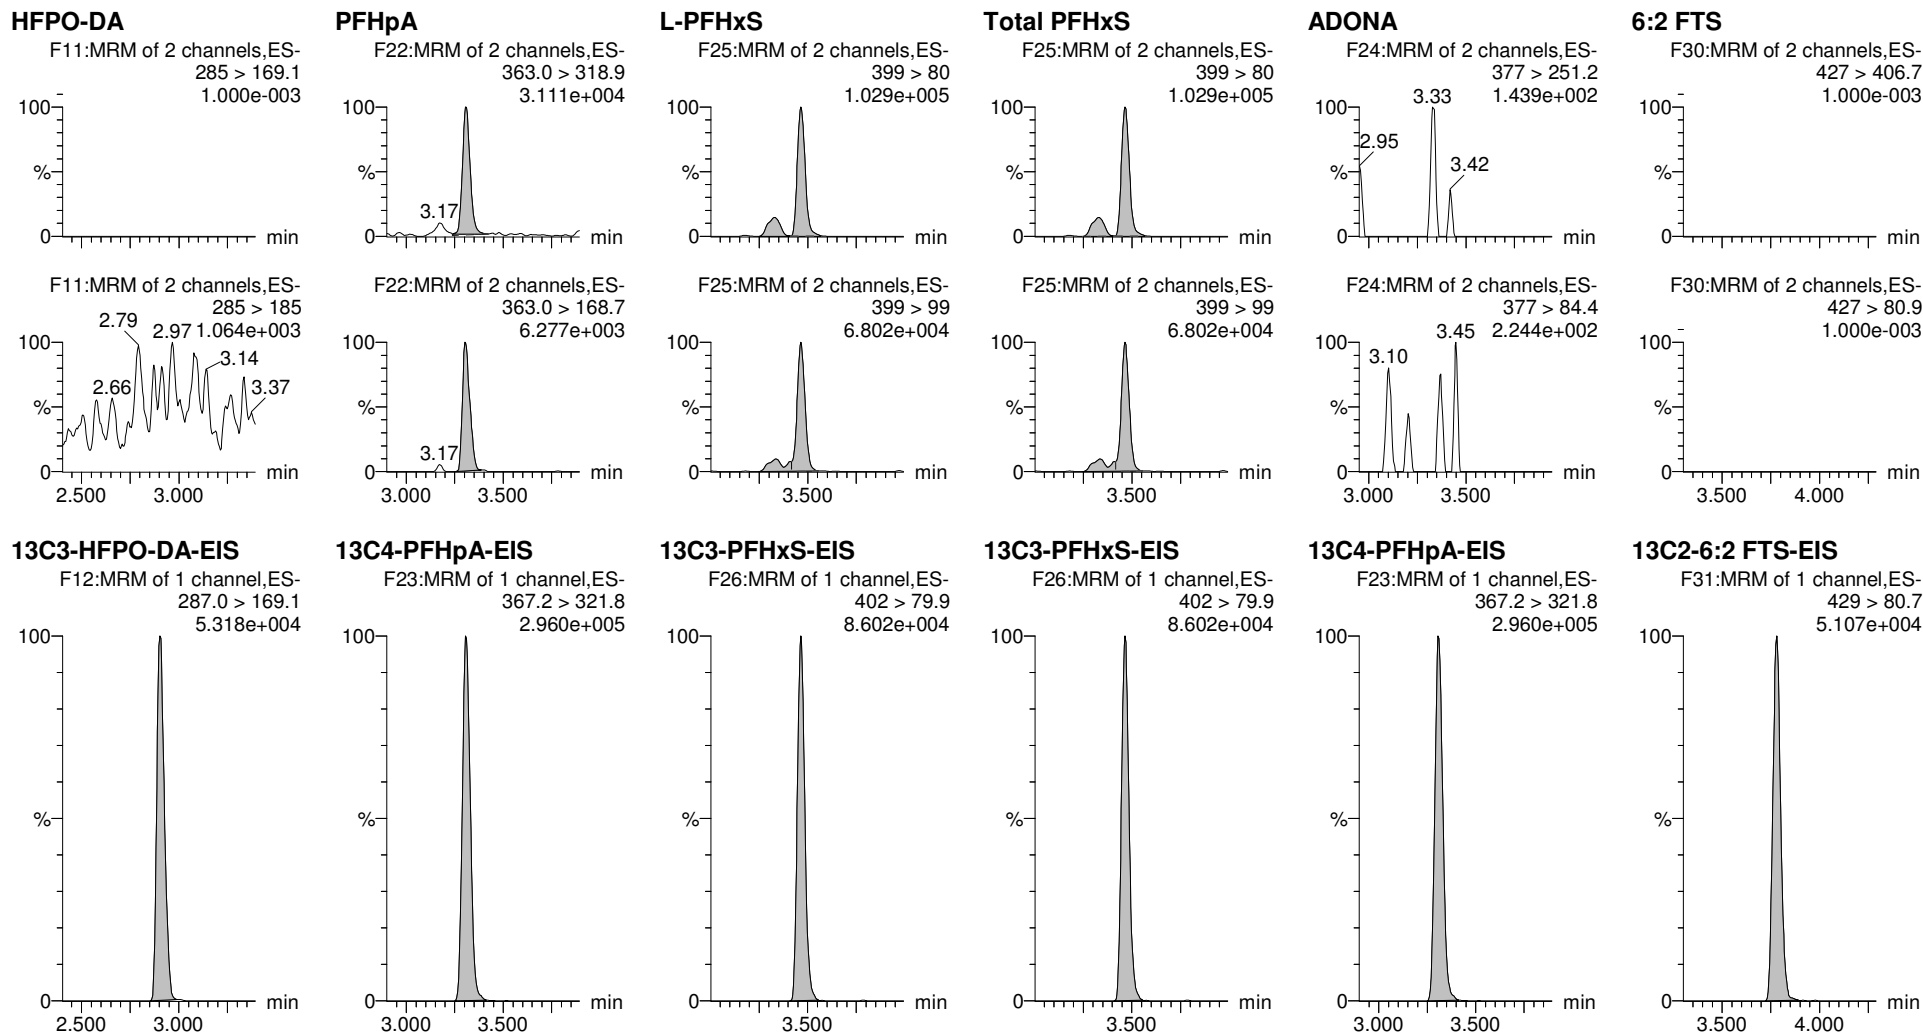 HFPO-DA
F11:MRM of 2 channels,ES-
285 > 169.1
1.000e-003
100
%
0
min
F11:MRM of 2 channels,ES-
285 > 185
1.064e+003
2.79
2.97
2.66
3.14
3.37
100
%
0
min
2.500 3.000
PFHpA
F22:MRM of 2 channels,ES-
363.0 > 318.9
3.111e+004
100
%
3.17
0
min
F22:MRM of 2 channels,ES-
363.0 > 168.7
6.277e+003
100
%
3.17
0
min
3.000 3.500
L-PFHxS
F25:MRM of 2 channels,ES-
399 > 80
1.029e+005
100
%
0
min
F25:MRM of 2 channels,ES-
399 > 99
6.802e+004
100
%
0
min
3.500
Total PFHxS
F25:MRM of 2 channels,ES-
399 > 80
1.029e+005
100
%
0
min
F25:MRM of 2 channels,ES-
399 > 99
6.802e+004
100
%
0
min
3.500
ADONA
F24:MRM of 2 channels,ES-
377 > 251.2
1.439e+002
3.33
100
2.95
3.42
%
0
min
F24:MRM of 2 channels,ES-
377 > 84.4
2.244e+002
3.45
100
3.10
%
0
min
3.000 3.500
6:2 FTS
F30:MRM of 2 channels,ES-
427 > 406.7
1.000e-003
100
%
0
min
F30:MRM of 2 channels,ES-
427 > 80.9
1.000e-003
100
%
0
min
3.500 4.000
13C3-HFPO-DA-EIS
F12:MRM of 1 channel,ES-
287.0 > 169.1
5.318e+004
100
%
0
min
2.500 3.000
13C4-PFHpA-EIS
F23:MRM of 1 channel,ES-
367.2 > 321.8
2.960e+005
100
%
0
min
3.000 3.500
13C3-PFHxS-EIS
F26:MRM of 1 channel,ES-
402 > 79.9
8.602e+004
100
%
0
min
3.500
13C3-PFHxS-EIS
F26:MRM of 1 channel,ES-
402 > 79.9
8.602e+004
100
%
0
min
3.500
13C4-PFHpA-EIS
F23:MRM of 1 channel,ES-
367.2 > 321.8
2.960e+005
100
%
0
min
3.000 3.500
13C2-6:2 FTS-EIS
F31:MRM of 1 channel,ES-
429 > 80.7
5.107e+004
100
%
0
min
3.500 4.000